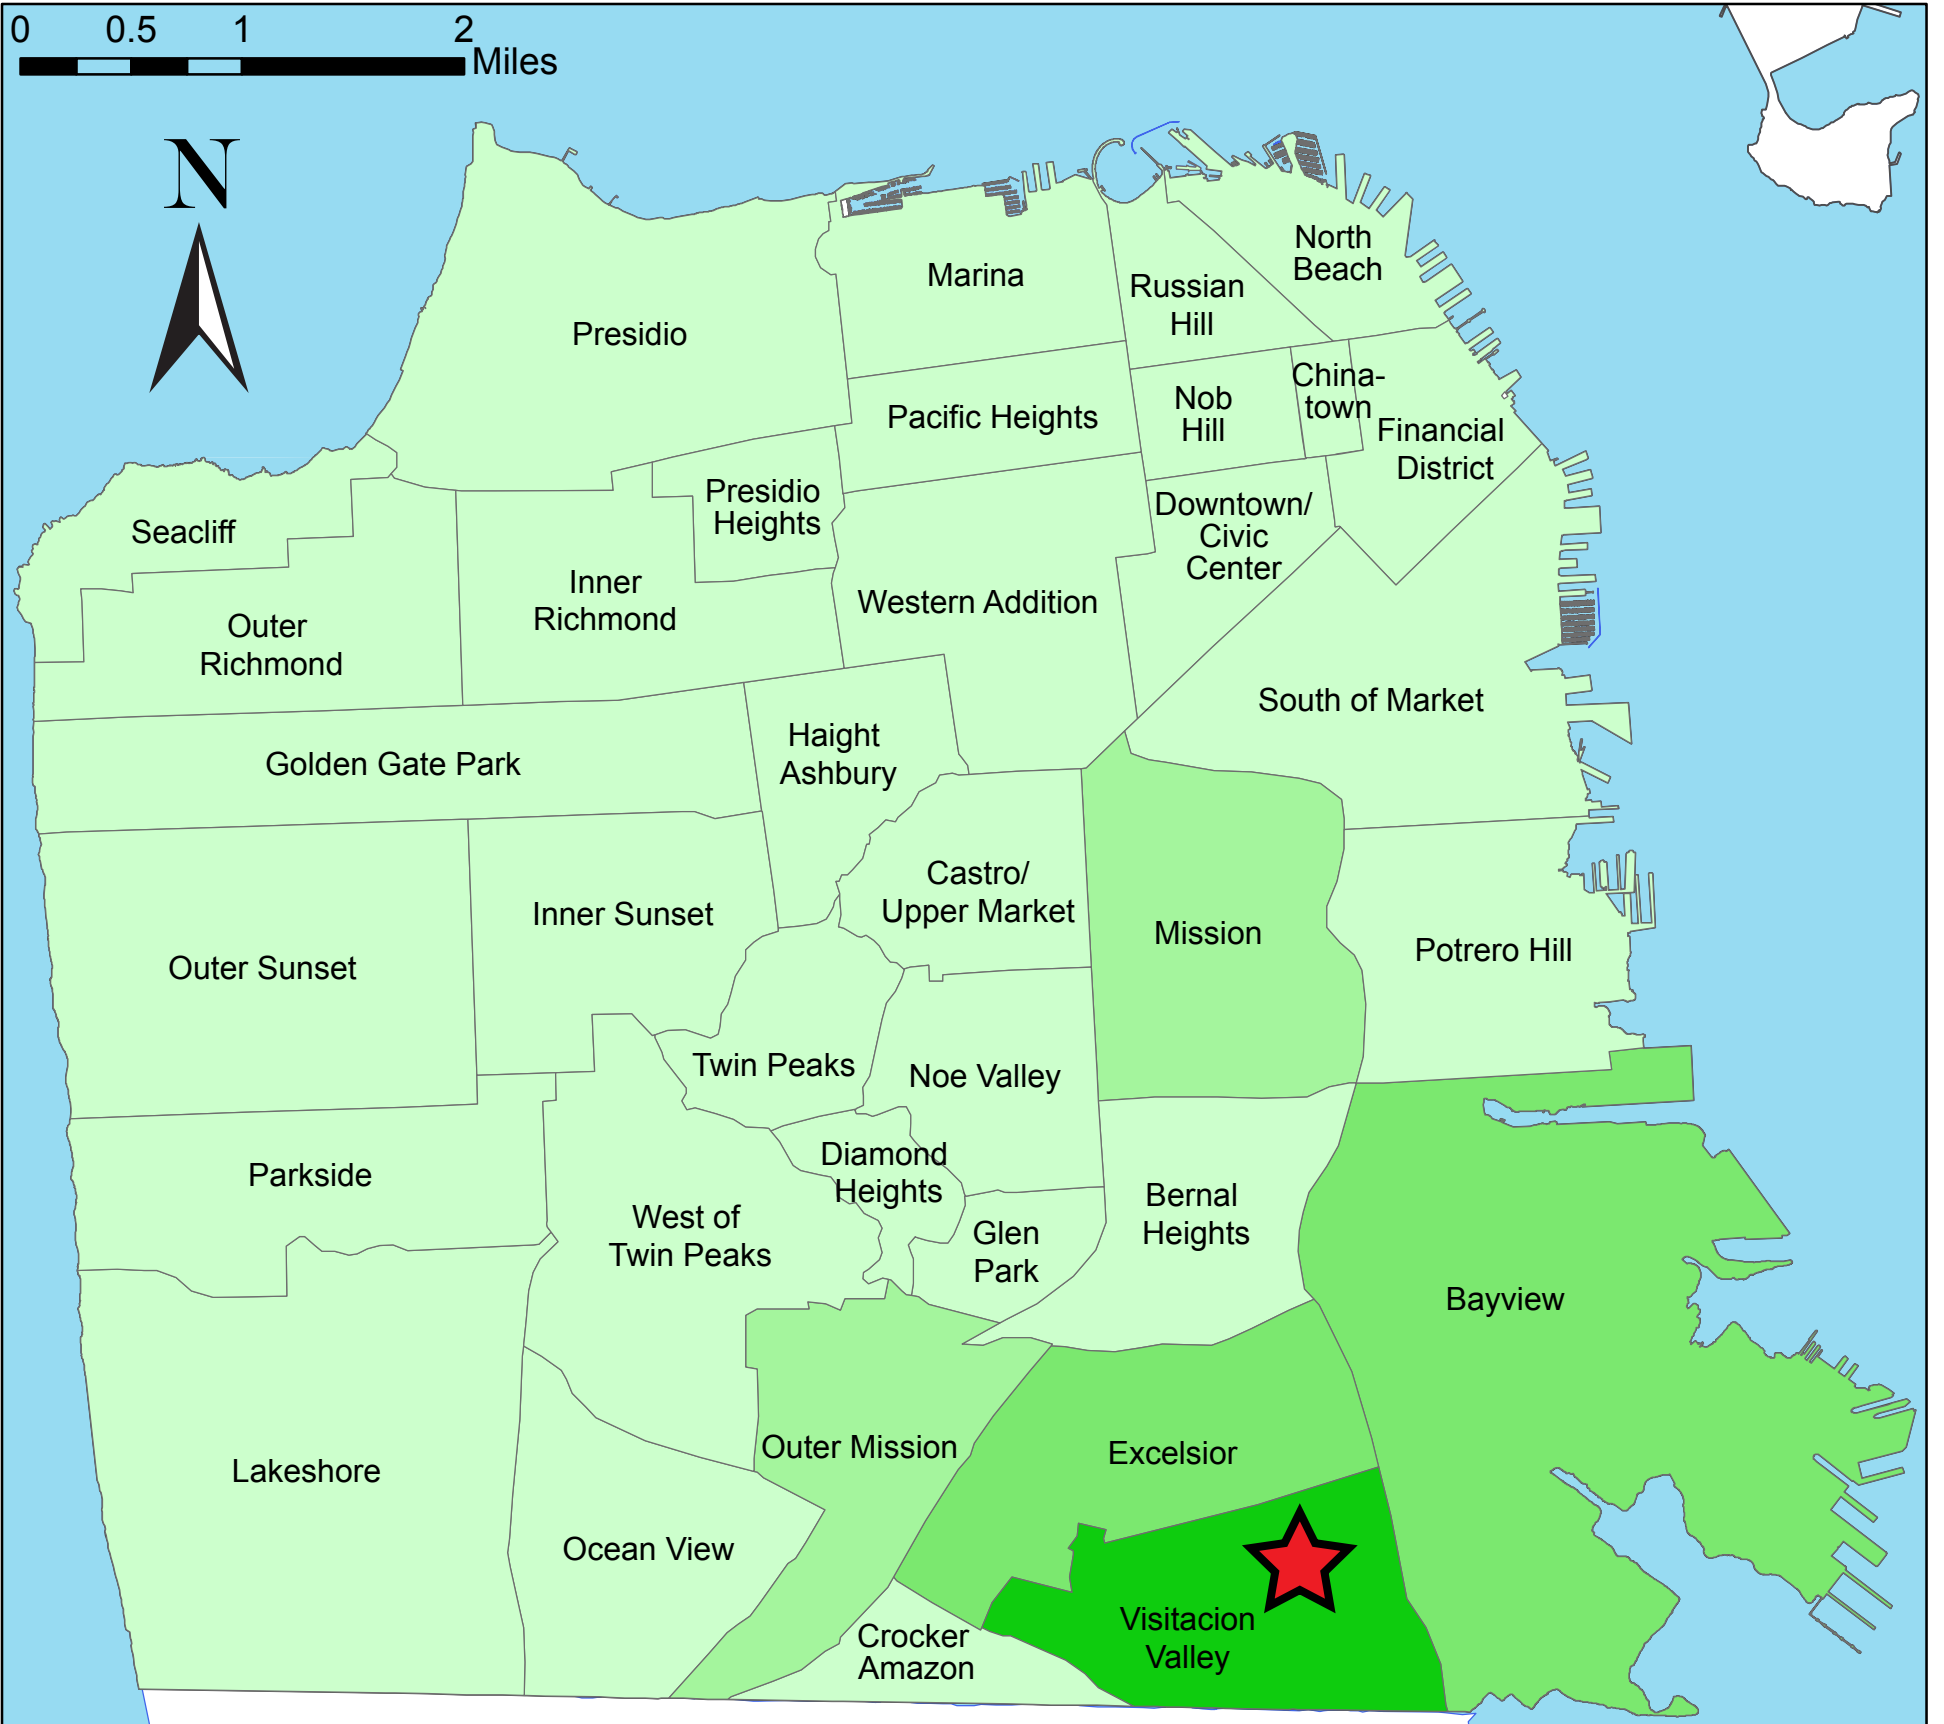 0 0.5 1 2
Miles
N
North
Beach
Marina
Russian
Hill
Presidio
China-
town
Nob
Hill
Pacific Heights
Financial
District
Presidio
Heights
Downtown/
Civic
Center
Seacliff
Inner
Richmond
Western Addition
Outer
Richmond
South of Market
Haight
Ashbury
Golden Gate Park
Castro/
Upper Market
Inner Sunset
Mission
Potrero Hill
Outer Sunset
Twin Peaks
Noe Valley
Diamond
Heights
Parkside
Bernal
Heights
West of
Twin Peaks
Glen
Park
Bayview
Outer Mission
Excelsior
Lakeshore
Ocean View
Visitacion
Valley
Crocker
Amazon